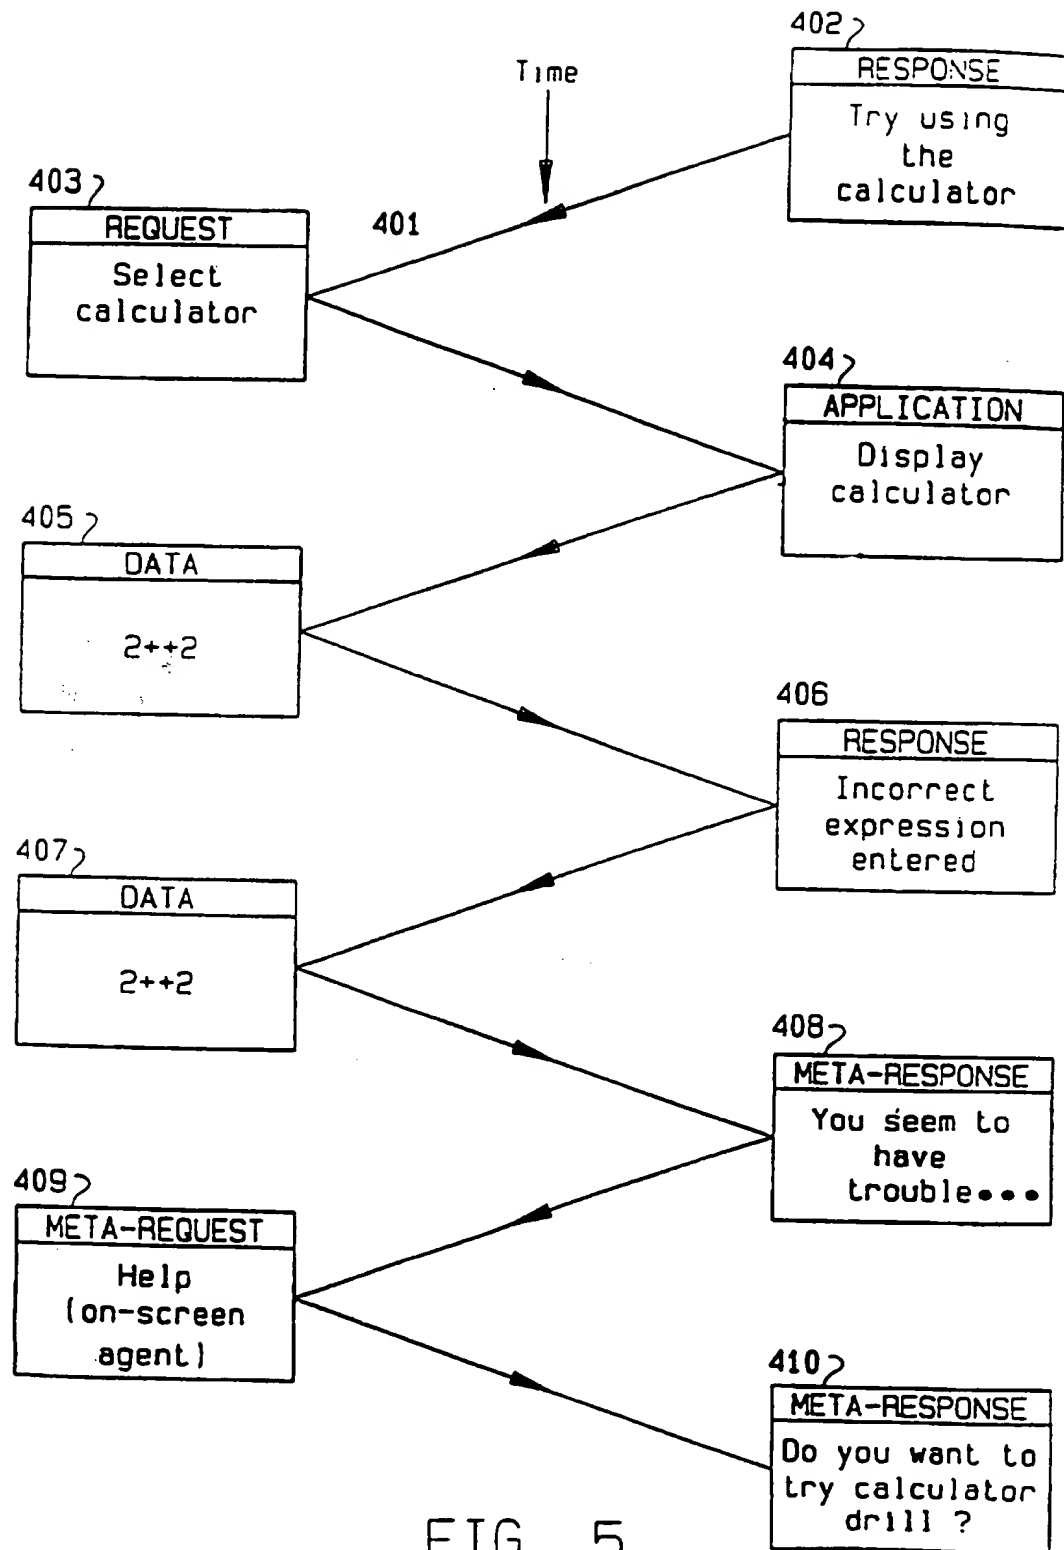 402
RESPONSE
Try using
the
calculator
Time
403
REQUEST
Select
calculator
401
404
APPLICATION
Display
calculator
405
DATA
2++2
406
RESPONSE
Incorrect
expression
entered
407
DATA
2++2
408
META-RESPONSE
You seem to
have
trouble•••
409
META-REQUEST
Help
(on-screen
agent)
410
META-RESPONSE
Do you want to
try calculator
drill ?
FIG. 5